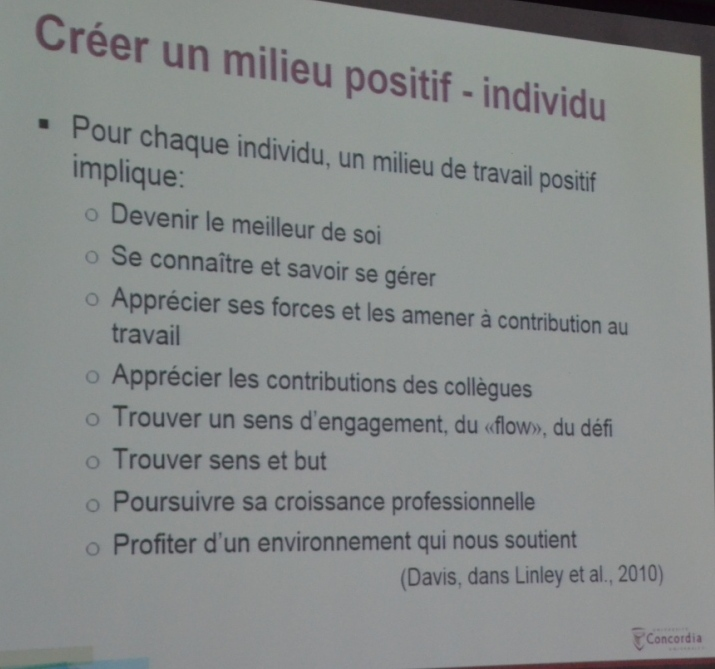 Créer un milieu positif - individu
▪ Pour chaque individu, un milieu de travail positif
implique:
o Devenir le meilleur de soi
o Se connaître et savoir se gérer
o Apprécier ses forces et les amener à contribution au
travail
o Apprécier les contributions des collègues
o Trouver un sens d'engagement, du «flow», du défi
o Trouver sens et but
o Poursuivre sa croissance professionnelle
o Profiter d'un environnement qui nous soutient
(Davis, dans Linley et al., 2010)
Concordia